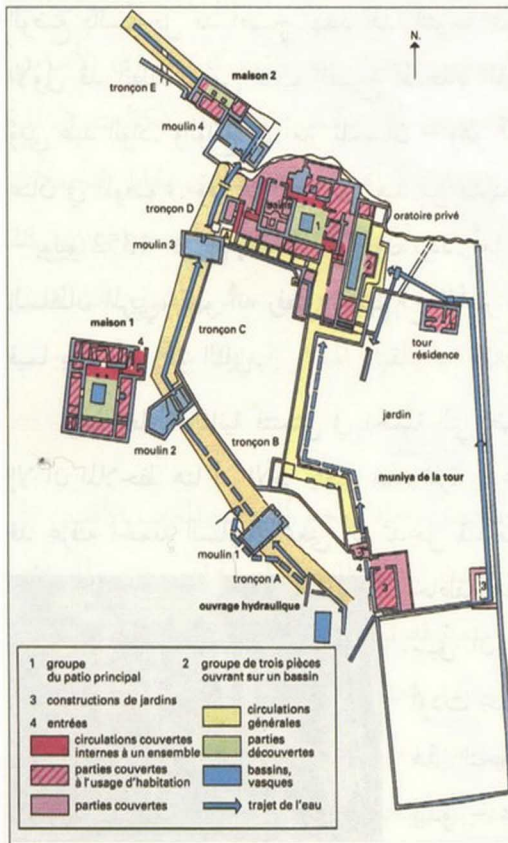 N.
maison 2
tronçon E
moulin 4
tronçon D
1
oratoire privé
2
moulin 3
tour
résidence
maison 1
tronçon C
4
jardin
moulin 2
tronçon B
muniya de la tour
moulin 1
4
tronçon A
3
ouvrage hydraulique
1 groupe
du patio principal
2 groupe de trois pièces
ouvrant sur un bassin
3 constructions de jardins
4 entrées
circulations couvertes
internes à un ensemble
parties couvertes
à l'usage d'habitation
parties couvertes
circulations
générales
parties
découvertes
bassins,
vasques
trajet de l'eau